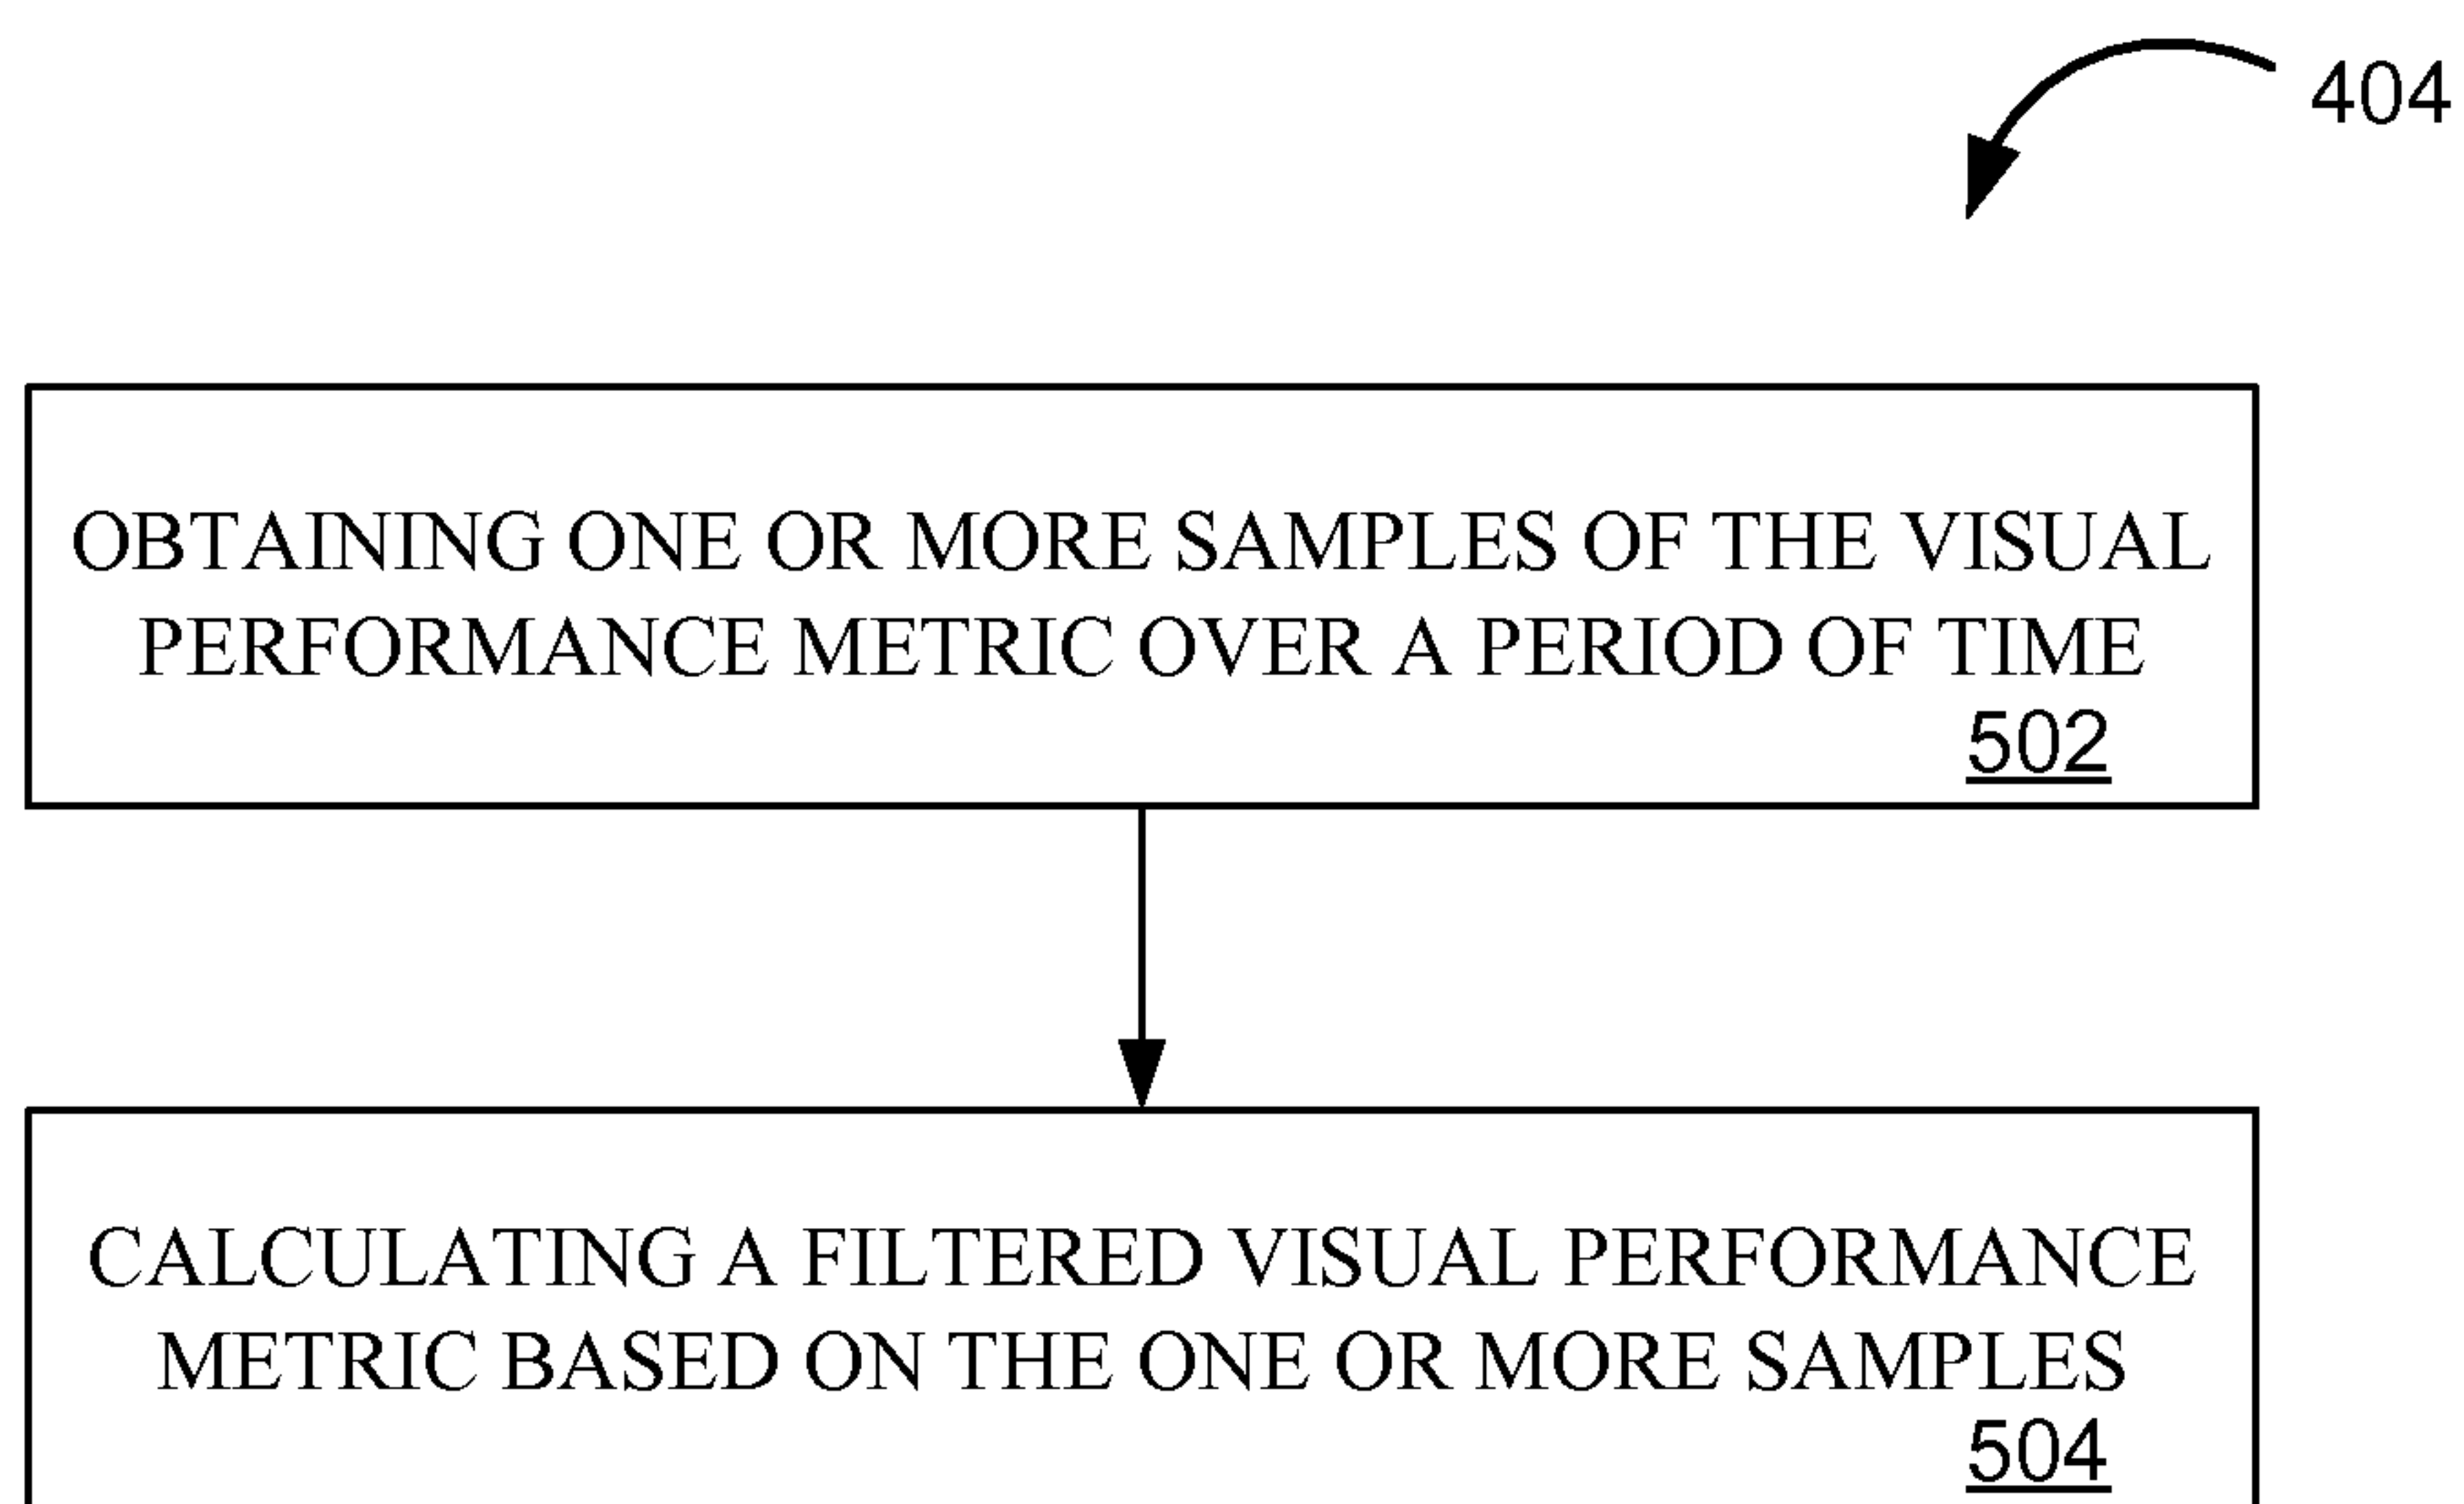 404
OBTAINING ONE OR MORE SAMPLES OF THE VISUAL
PERFORMANCE METRIC OVER A PERIOD OF TIME
502
CALCULATING A FILTERED VISUAL PERFORMANCE
METRIC BASED ON THE ONE OR MORE SAMPLES
504